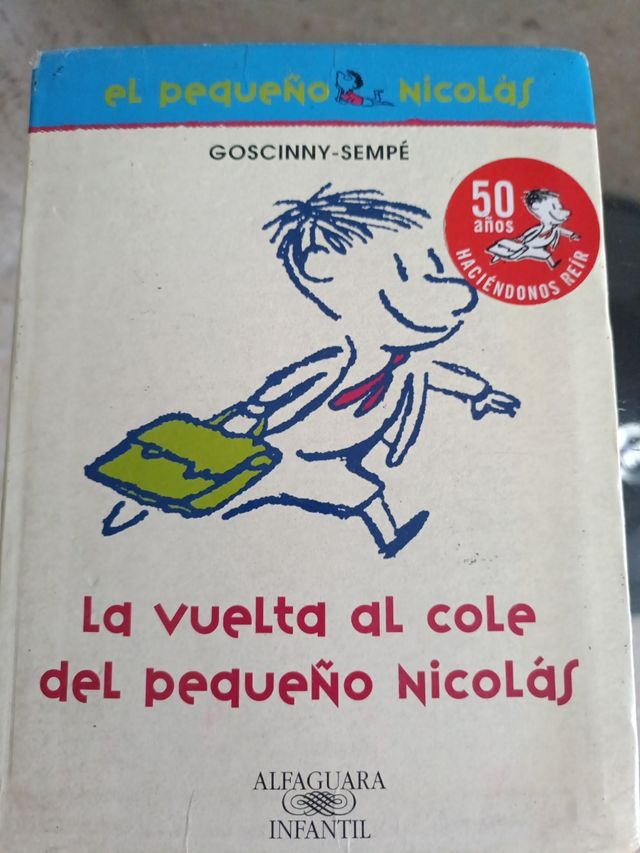 el pequeño Nicolás
GOSCINNY-SEMPÉ
50
años
HACIÉNDONOS REÍR
La vuelta al cole
del pequeño Nicolás
ALFAGUARA
INFANTIL